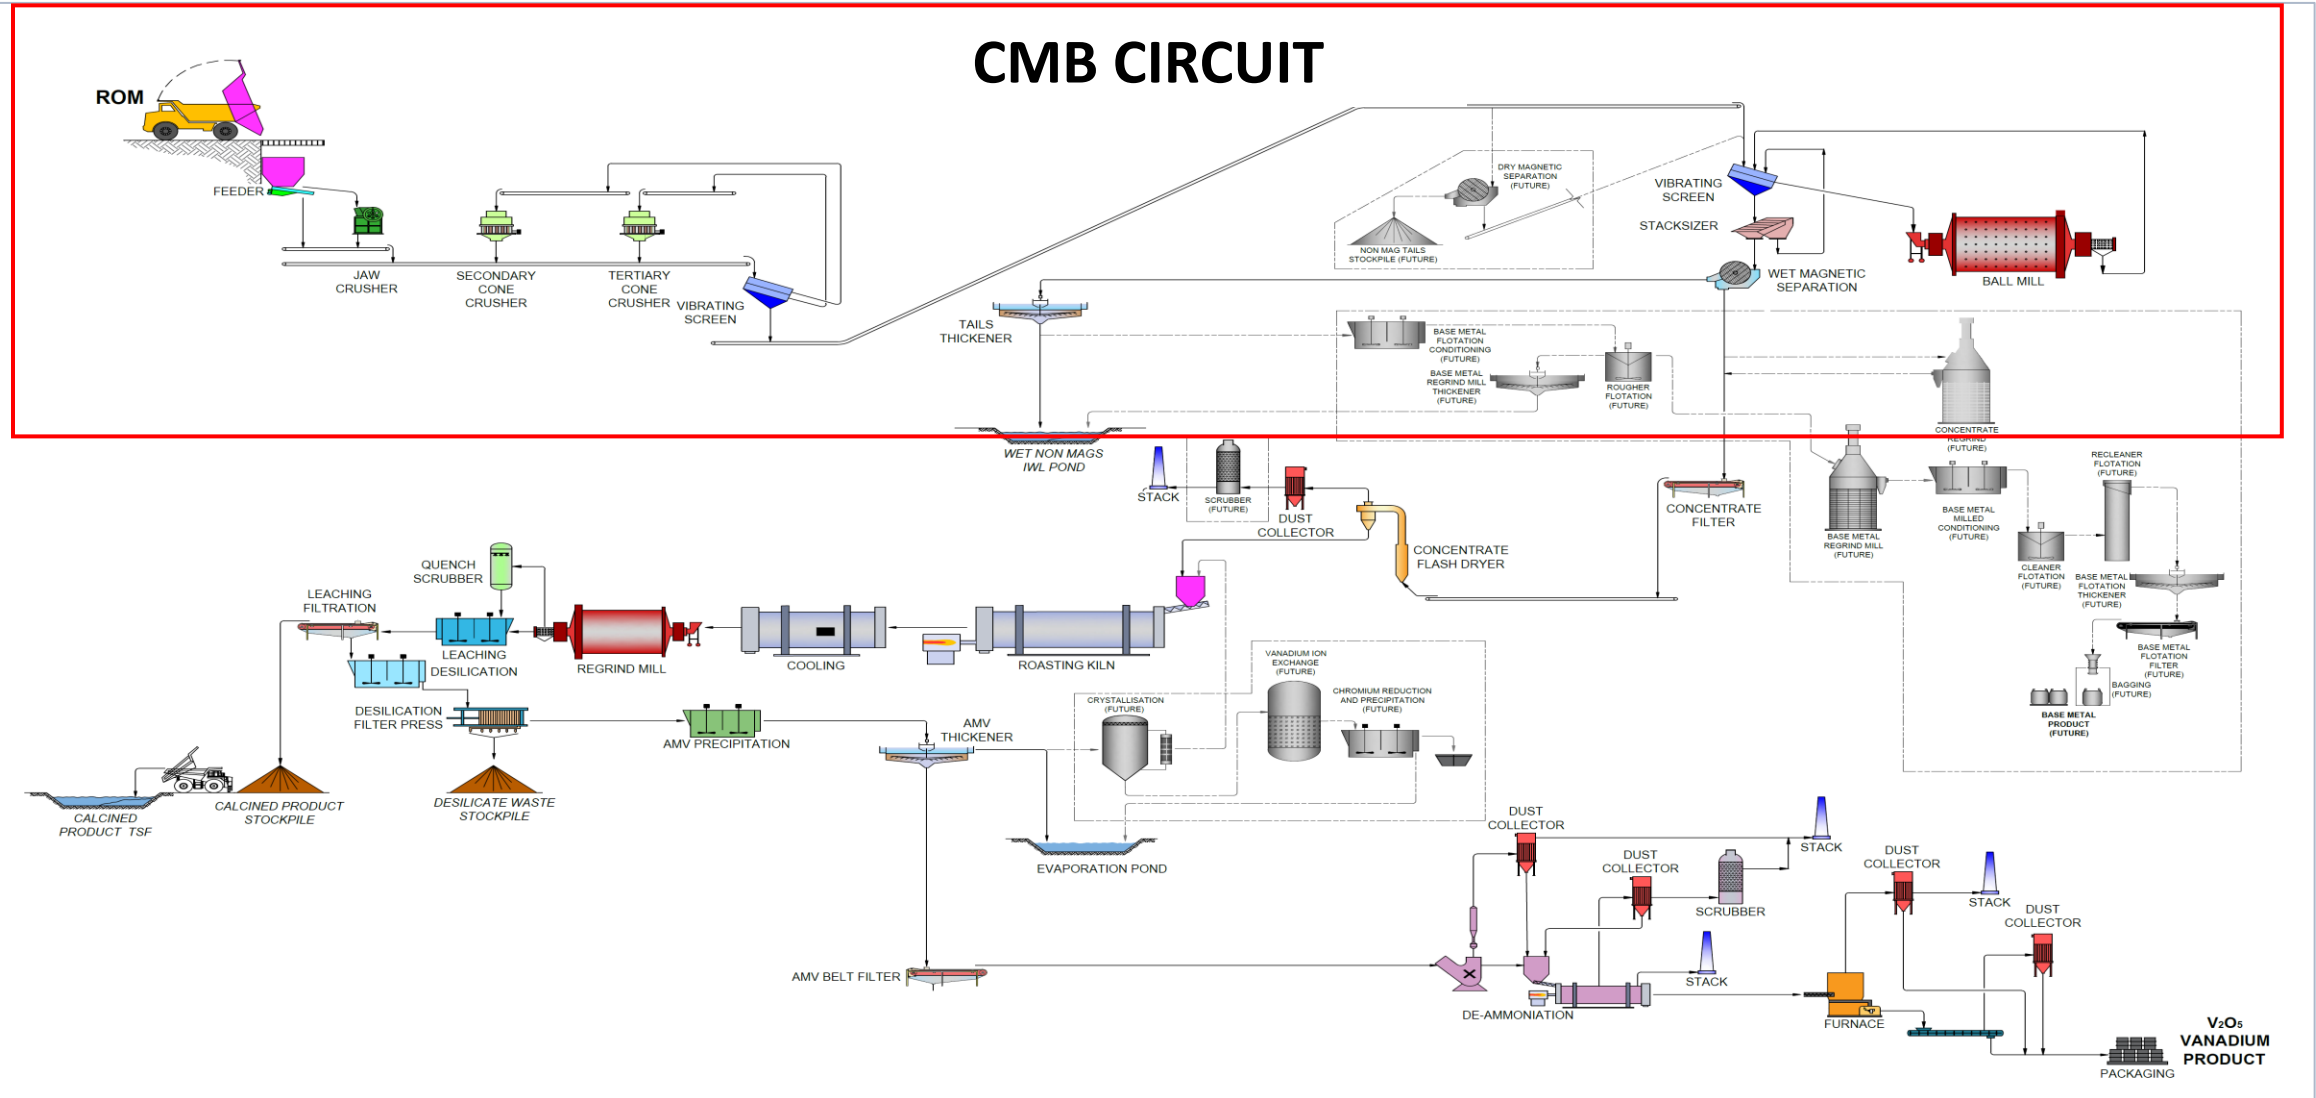 CMB CIRCUIT
ROM
FEEDER
JAW
CRUSHER
SECONDARY
CONE
CRUSHER
TERTIARY
CONE
CRUSHER
VIBRATING
SCREEN
DRY MAGNETIC
SEPARATION
(FUTURE)
NON MAG TAILS
STOCKPILE (FUTURE)
VIBRATING
SCREEN
STACKSIZER
WET MAGNETIC
SEPARATION
BALL MILL
TAILS
THICKENER
BASE METAL
FLOTATION
CONDITIONING
(FUTURE)
BASE METAL
REGRIND MILL
THICKENER
(FUTURE)
ROUGHER
FLOTATION
(FUTURE)
CONCENTRATE
REGRIND
(FUTURE)
WET NON MAGS
IWL POND
STACK
SCRUBBER
(FUTURE)
DUST
COLLECTOR
CONCENTRATE
FLASH DRYER
CONCENTRATE
FILTER
BASE METAL
REGRIND MILL
(FUTURE)
BASE METAL
MILLED
CONDITIONING
(FUTURE)
RECLEANER
FLOTATION
(FUTURE)
CLEANER
FLOTATION
(FUTURE)
BASE METAL
FLOTATION
THICKENER
(FUTURE)
BASE METAL
FLOTATION
FILTER
(FUTURE)
BAGGING
(FUTURE)
BASE METAL
PRODUCT
(FUTURE)
QUENCH
SCRUBBER
LEACHING
FILTRATION
LEACHING
DESILICATION
REGRIND MILL
COOLING
ROASTING KILN
DESILICATION
FILTER PRESS
AMV PRECIPITATION
AMV
THICKENER
CRYSTALLISATION
(FUTURE)
VANADIUM ION
EXCHANGE
(FUTURE)
CHROMIUM REDUCTION
AND PRECIPITATION
(FUTURE)
CALCINED
PRODUCT TSF
CALCINED PRODUCT
STOCKPILE
DESILICATE WASTE
STOCKPILE
EVAPORATION POND
AMV BELT FILTER
DUST
COLLECTOR
DUST
COLLECTOR
SCRUBBER
STACK
STACK
DE-AMMONIATION
DUST
COLLECTOR
STACK
DUST
COLLECTOR
FURNACE
V₂O₅
VANADIUM
PRODUCT
PACKAGING